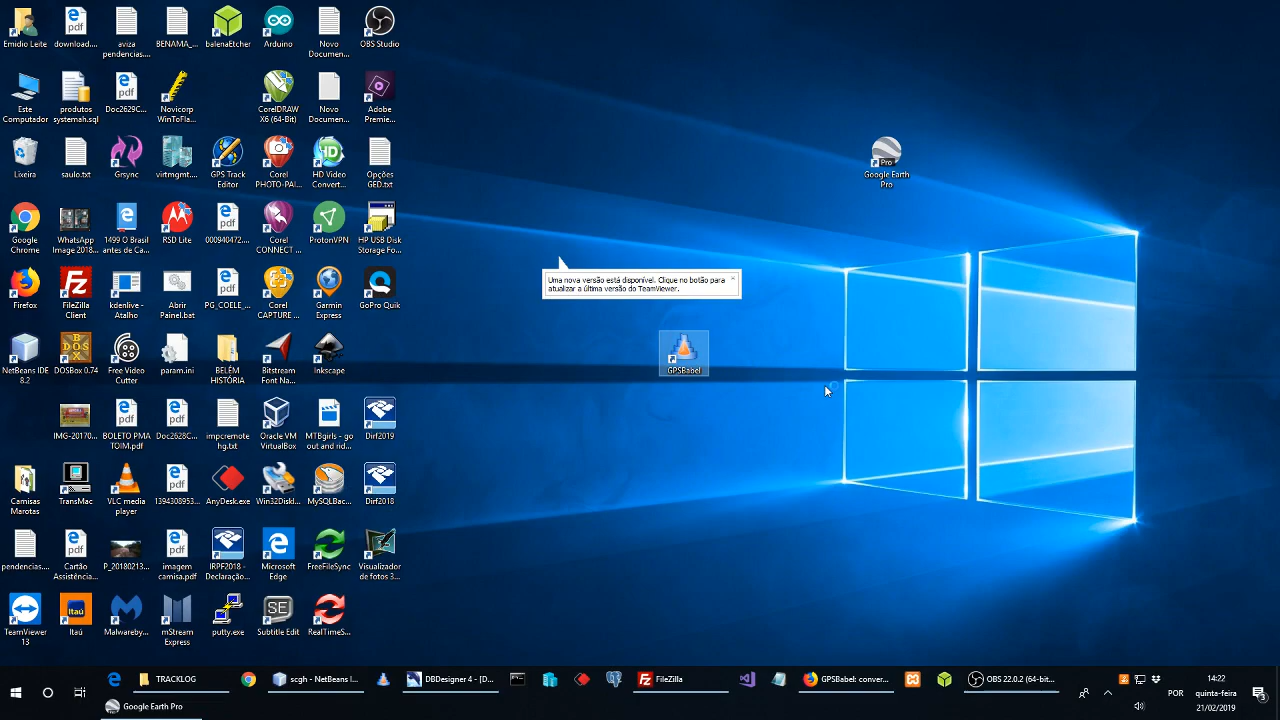 Emidio Leite
download....
aviza
pendencias....
BENAMA_...
balenaEtcher
Arduino
Novo
Documen...
OBS Studio
Este
Computador
produtos
systemah.sql
Doc2629C...
Novicorp
WinToFla...
CorelDRAW
X6 (64-Bit)
Novo
Documen...
Adobe
Premie...
Lixeira
saulo.txt
Grsync
virtmgmt....
GPS Track
Editor
Corel
PHOTO-PAI...
HD Video
Convert...
Opções
GED.txt
Pro
Google Earth
Pro
Google
Chrome
WhatsApp
Image 2018...
1499 O Brasil
antes de Ca...
RSD Lite
000940472....
Corel
CONNECT ...
ProtonVPN
HP USB Disk
Storage Fo...
Firefox
FileZilla
Client
kdenlive -
Atalho
Abrir
Painel.bat
PG_COELE...
Corel
CAPTURE ...
Garmin
Express
GoPro Quik
Uma nova versão está disponível. Clique no botão para
atualizar a última versão do TeamViewer.
NetBeans IDE
8.2
DOSBox 0.74
Free Video
Cutter
param.ini
BELÉM
HISTÓRIA
Bitstream
Font Na...
Inkscape
GPSBabel
IMG-20170...
BOLETO PMA
TOIM.pdf
Doc2628C...
impcremote
hg.txt
Oracle VM
VirtualBox
MTBgirls - go
out and rid...
Dirf2019
Camisas
Marotas
TransMac
VLC media
player
1394308953...
AnyDesk.exe
Win32DiskI...
MySQLBac...
Dirf2018
pendencias....
Cartão
Assistência...
P_20180213...
imagem
camisa.pdf
IRPF2018 -
Declaração...
Microsoft
Edge
FreeFileSync
Visualizador
de fotos 3...
TeamViewer
13
Itaú
Malwareby...
mStream
Express
putty.exe
Subtitle Edit
RealTimeS...
TRACKLOG
scgh - NetBeans I...
DBDesigner 4 - [D...
FileZilla
GPSBabel: conver...
OBS 22.0.2 (64-bit...
Google Earth Pro
POR
14:22
quinta-feira
21/02/2019